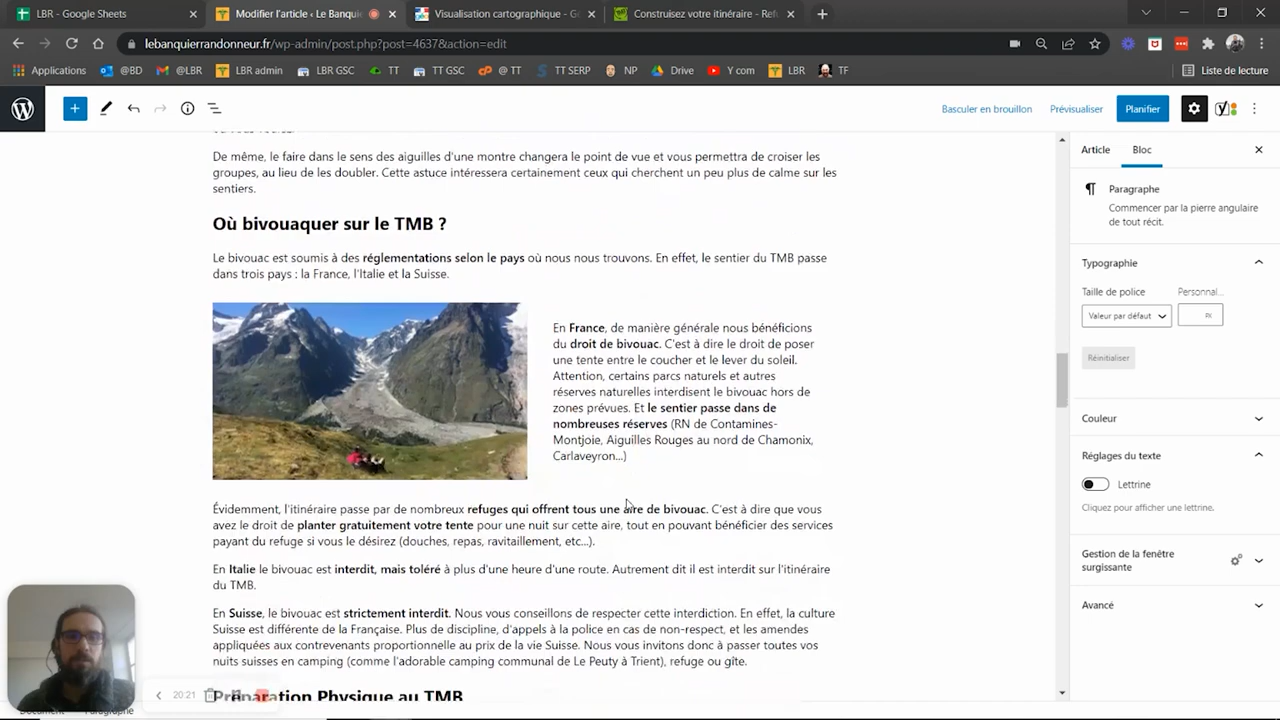 LBR - Google Sheets
Modifier l'article ‹ Le Banquie
Visualisation cartographique - Gé
Construisez votre itinéraire - Refu
lebanquierrandonneur.fr/wp-admin/post.php?post=4637&action=edit
Applications
@BD
@LBR
LBR admin
LBR GSC
TT
TT GSC
@ TT
TT SERP
NP
Drive
Y com
LBR
TF
Liste de lecture
Basculer en brouillon
Prévisualiser
Planifier
De même, le faire dans le sens des aiguilles d'une montre changera le point de vue et vous permettra de croiser les
groupes, au lieu de les doubler. Cette astuce intéressera certainement ceux qui cherchent un peu plus de calme sur les
sentiers.
Où bivouaquer sur le TMB ?
Le bivouac est soumis à des réglementations selon le pays où nous nous trouvons. En effet, le sentier du TMB passe
dans trois pays : la France, l'Italie et la Suisse.
En France, de manière générale nous bénéficions
du droit de bivouac. C'est à dire le droit de poser
une tente entre le coucher et le lever du soleil.
Attention, certains parcs naturels et autres
réserves naturelles interdisent le bivouac hors de
zones prévues. Et le sentier passe dans de
nombreuses réserves (RN de Contamines-
Montjoie, Aiguilles Rouges au nord de Chamonix,
Carlaveyron...)
Évidemment, l'itinéraire passe par de nombreux refuges qui offrent tous une aire de bivouac. C'est à dire que vous
avez le droit de planter gratuitement votre tente pour une nuit sur cette aire, tout en pouvant bénéficier des services
payant du refuge si vous le désirez (douches, repas, ravitaillement, etc...).
En Italie le bivouac est interdit, mais toléré à plus d'une heure d'une route. Autrement dit il est interdit sur l'itinéraire
du TMB.
En Suisse, le bivouac est strictement interdit. Nous vous conseillons de respecter cette interdiction. En effet, la culture
Suisse est différente de la Française. Plus de discipline, d'appels à la police en cas de non-respect, et les amendes
appliquées aux contrevenants proportionnelle au prix de la vie Suisse. Nous vous invitons donc à passer toutes vos
nuits suisses en camping (comme l'adorable camping communal de Le Peuty à Trient), refuge ou gîte.
Préparation Physique au TMB
Article
Bloc
Paragraphe
Commencer par la pierre angulaire
de tout récit.
Typographie
Taille de police
Personnal...
Valeur par défaut
PX
Réinitialiser
Couleur
Réglages du texte
Lettrine
Cliquez pour afficher une lettrine.
Gestion de la fenêtre
surgissante
Avancé
20:21
Document
Paragraphe